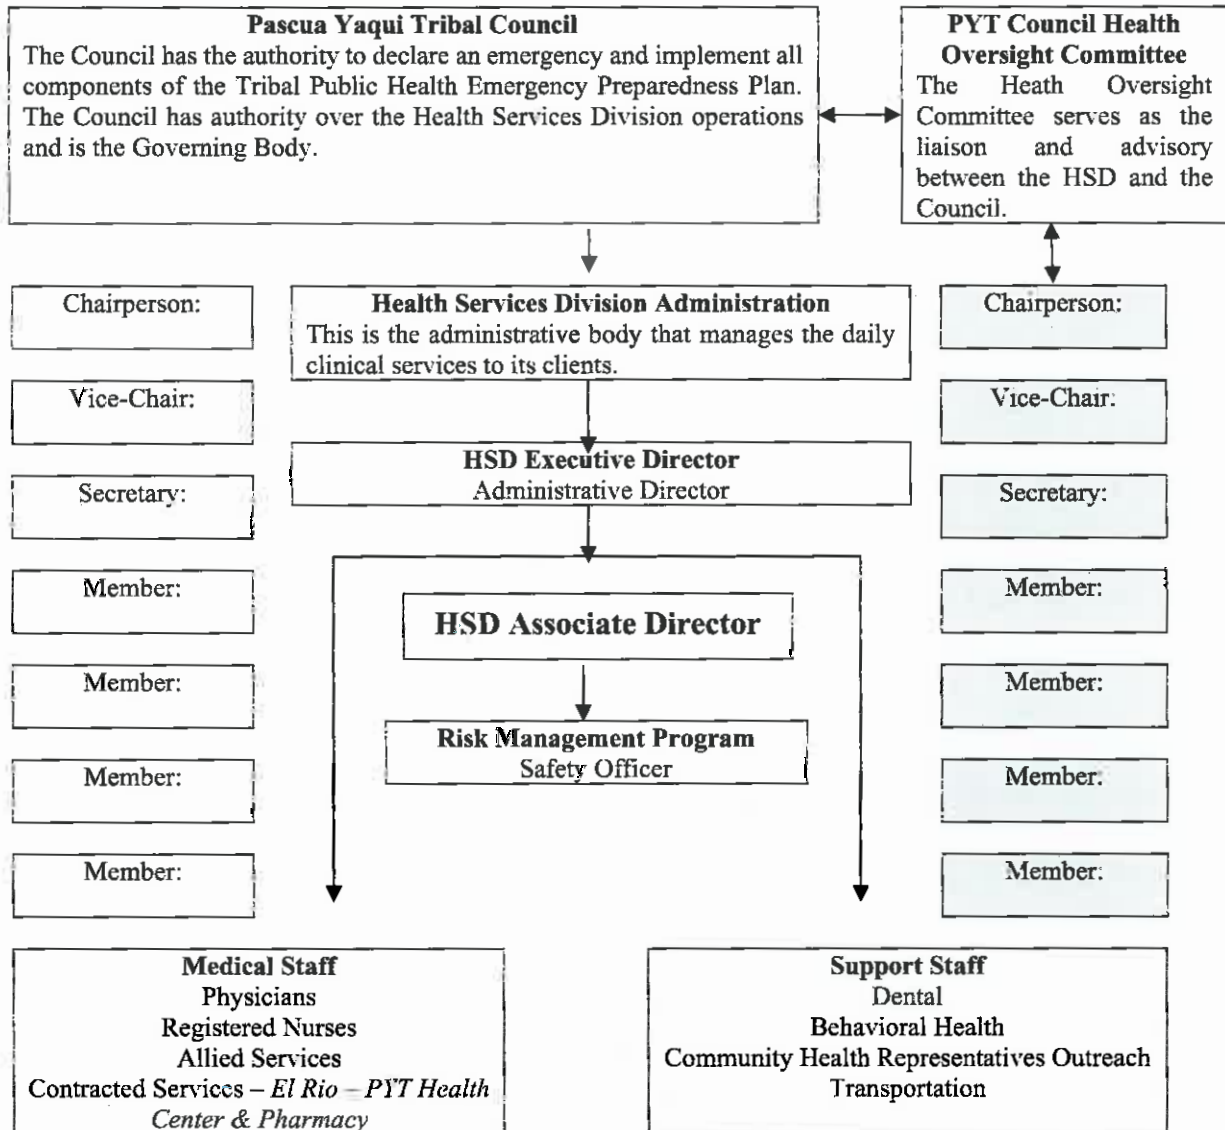 Pascua Yaqui Tribal Council
The Council has the authority to declare an emergency and implement all
components of the Tribal Public Health Emergency Preparedness Plan.
The Council has authority over the Health Services Division operations
and is the Governing Body.
PYT Council Health
Oversight Committee
The Heath Oversight
Committee serves as the
liaison and advisory
between the HSD and the
Council.
Chairperson:
Vice-Chair:
Secretary:
Member:
Member:
Member:
Member:
Health Services Division Administration
This is the administrative body that manages the daily
clinical services to its clients.
HSD Executive Director
Administrative Director
HSD Associate Director
Risk Management Program
Safety Officer
Chairperson:
Vice-Chair:
Secretary:
Member:
Member:
Member:
Member:
Medical Staff
Physicians
Registered Nurses
Allied Services
Contracted Services – El Rio – PYT Health
Center & Pharmacy
Support Staff
Dental
Behavioral Health
Community Health Representatives Outreach
Transportation